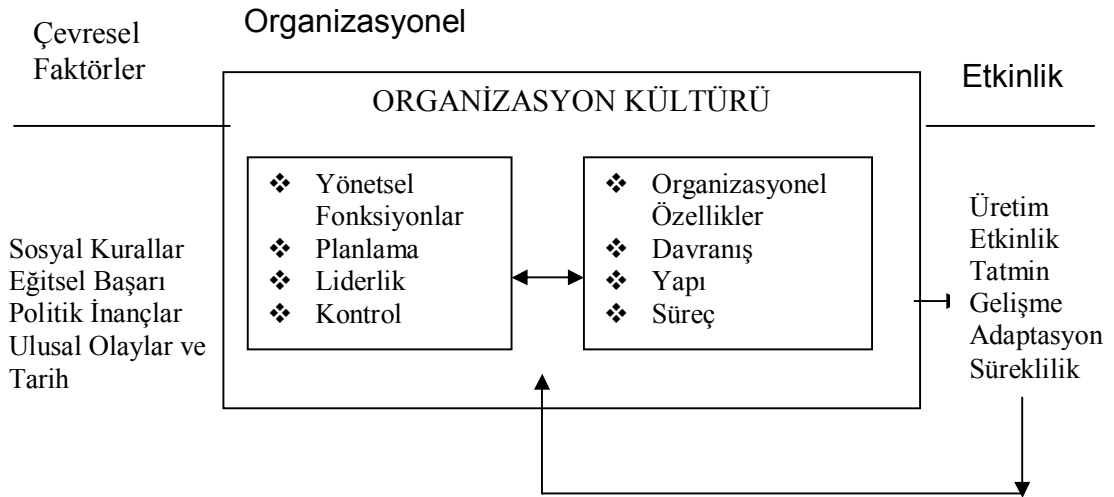 Çevresel
Faktörler
Organizasyonel
Etkinlik
ORGANİZASYON KÜLTÜRÜ
Sosyal Kurallar
Eğitsel Başarı
Politik İnançlar
Ulusal Olaylar ve
Tarih
❖ Yönetsel
Fonksiyonlar
❖ Planlama
❖ Liderlik
❖ Kontrol
❖ Organizasyonel
Özellikler
❖ Davranış
❖ Yapı
❖ Süreç
Üretim
Etkinlik
Tatmin
Gelişme
Adaptasyon
Süreklilik